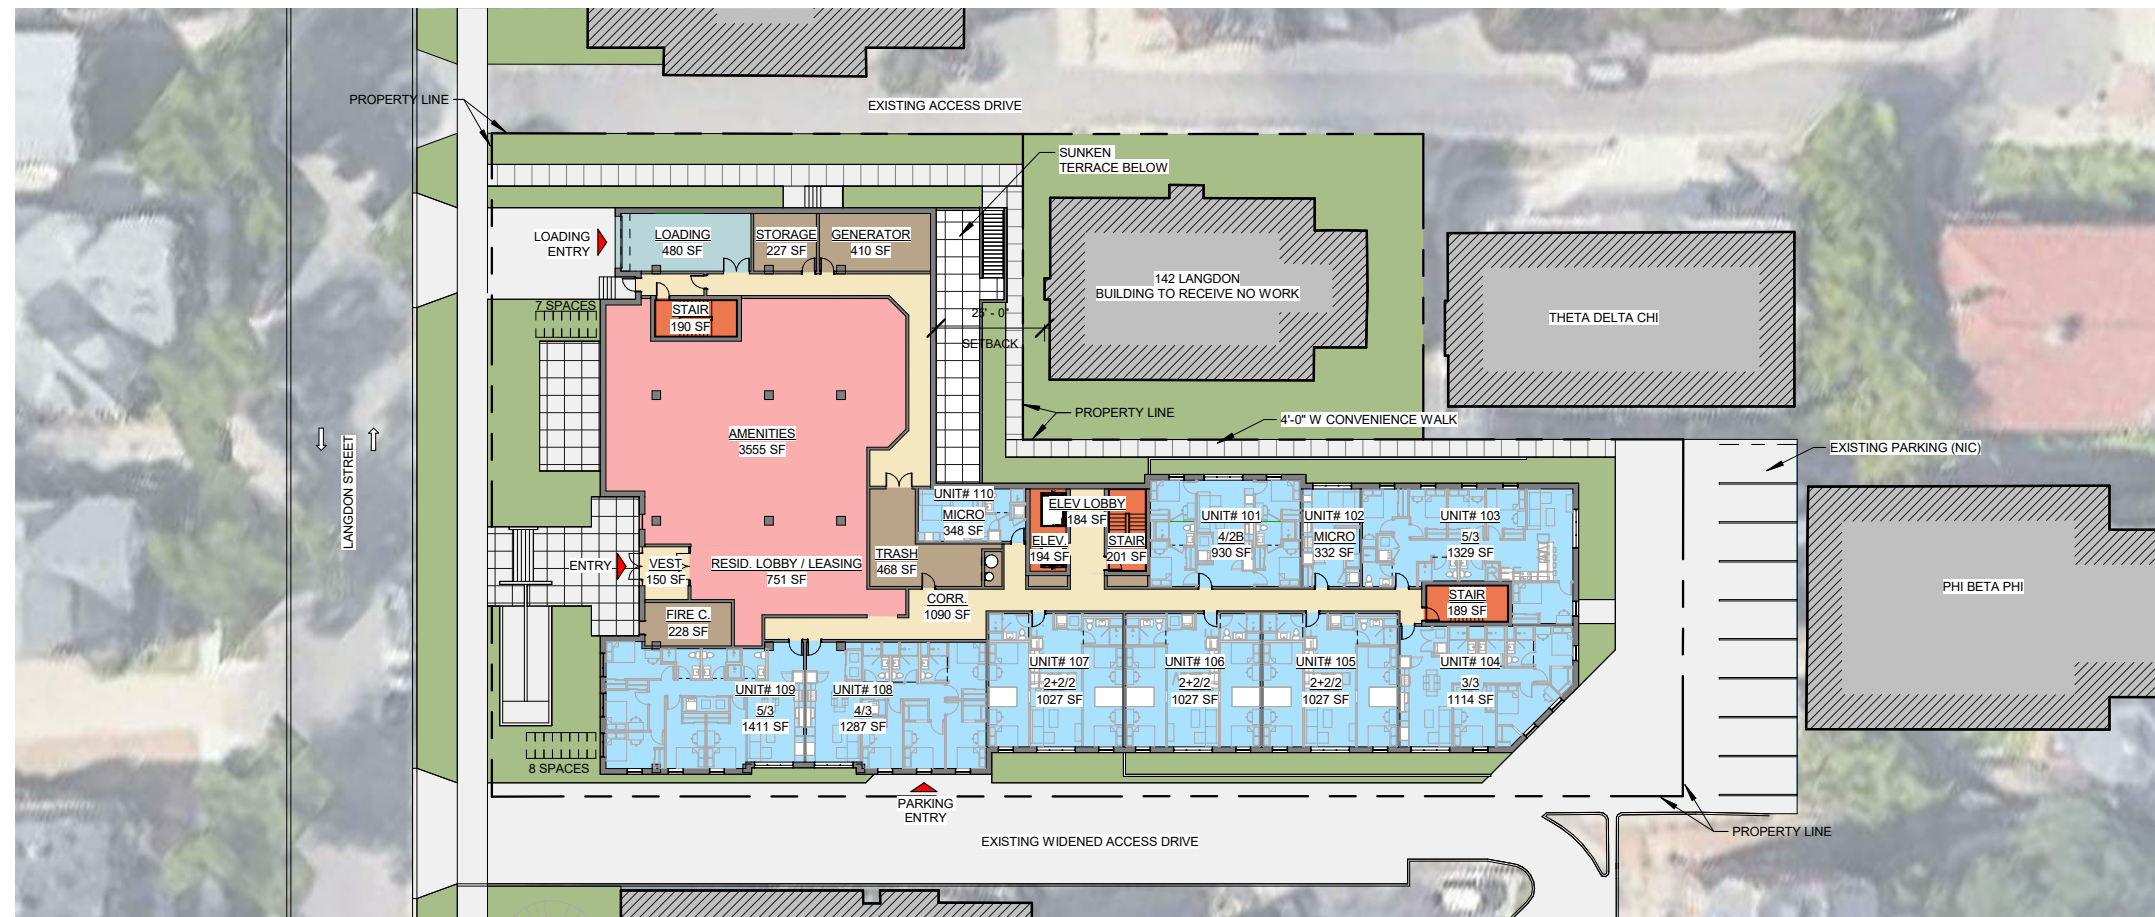 PROPERTY LINE
EXISTING ACCESS DRIVE
SUNKEN
TERRACE BELOW
LOADING
ENTRY
LOADING
480 SF
STORAGE
227 SF
GENERATOR
410 SF
142 LANGDON
BUILDING TO RECEIVE NO WORK
THETA DELTA CHI
7 SPACES
STAIR
190 SF
25' - 0"
SETBACK
PROPERTY LINE
4'-0" W CONVENIENCE WALK
EXISTING PARKING (NIC)
LANGDON STREET
AMENITIES
3555 SF
UNIT# 110
MICRO
348 SF
ELEV LOBBY
184 SF
ELEV.
194 SF
STAIR
201 SF
UNIT# 101
4/2B
930 SF
UNIT# 102
MICRO
332 SF
UNIT# 103
5/3
1329 SF
ENTRY
VEST.
150 SF
RESID. LOBBY / LEASING
751 SF
TRASH
468 SF
CORR.
1090 SF
STAIR
189 SF
PHI BETA PHI
FIRE C.
228 SF
UNIT# 109
5/3
1411 SF
UNIT# 108
4/3
1287 SF
UNIT# 107
2+2/2
1027 SF
UNIT# 106
2+2/2
1027 SF
UNIT# 105
2+2/2
1027 SF
UNIT# 104
3/3
1114 SF
8 SPACES
PARKING
ENTRY
EXISTING WIDENED ACCESS DRIVE
PROPERTY LINE